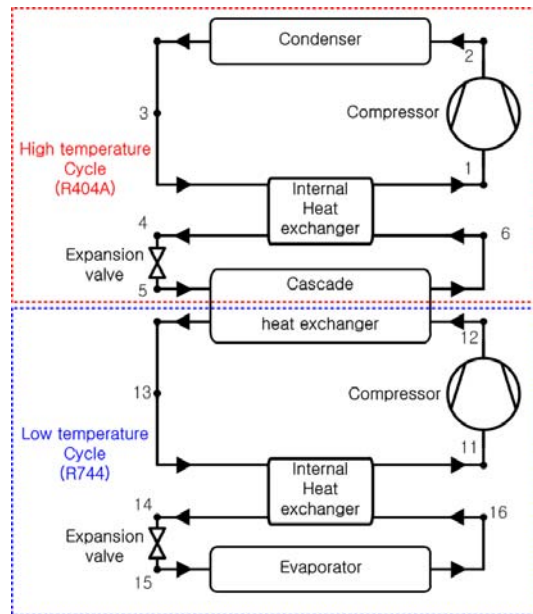 Condenser
2
Compressor
3
High temperature
Cycle
(R404A)
1
Internal
Heat
exchanger
4
6
Expansion
valve
5
Cascade
heat exchanger
12
13
Compressor
Low temperature
Cycle
(R744)
11
Internal
Heat
exchanger
14
16
Expansion
valve
15
Evaporator